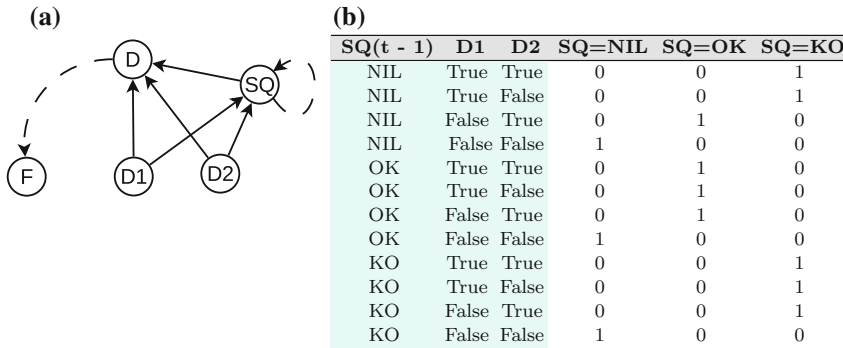 (a)
D
SQ
F
D1
D2
(b)
SQ(t - 1) D1 D2 SQ=NIL SQ=OK SQ=KO
NIL True True 0 0 1
NIL True False 0 0 1
NIL False True 0 1 0
NIL False False 1 0 0
OK True True 0 1 0
OK True False 0 1 0
OK False True 0 1 0
OK False False 1 0 0
KO True True 0 0 1
KO True False 0 0 1
KO False True 0 0 1
KO False False 1 0 0